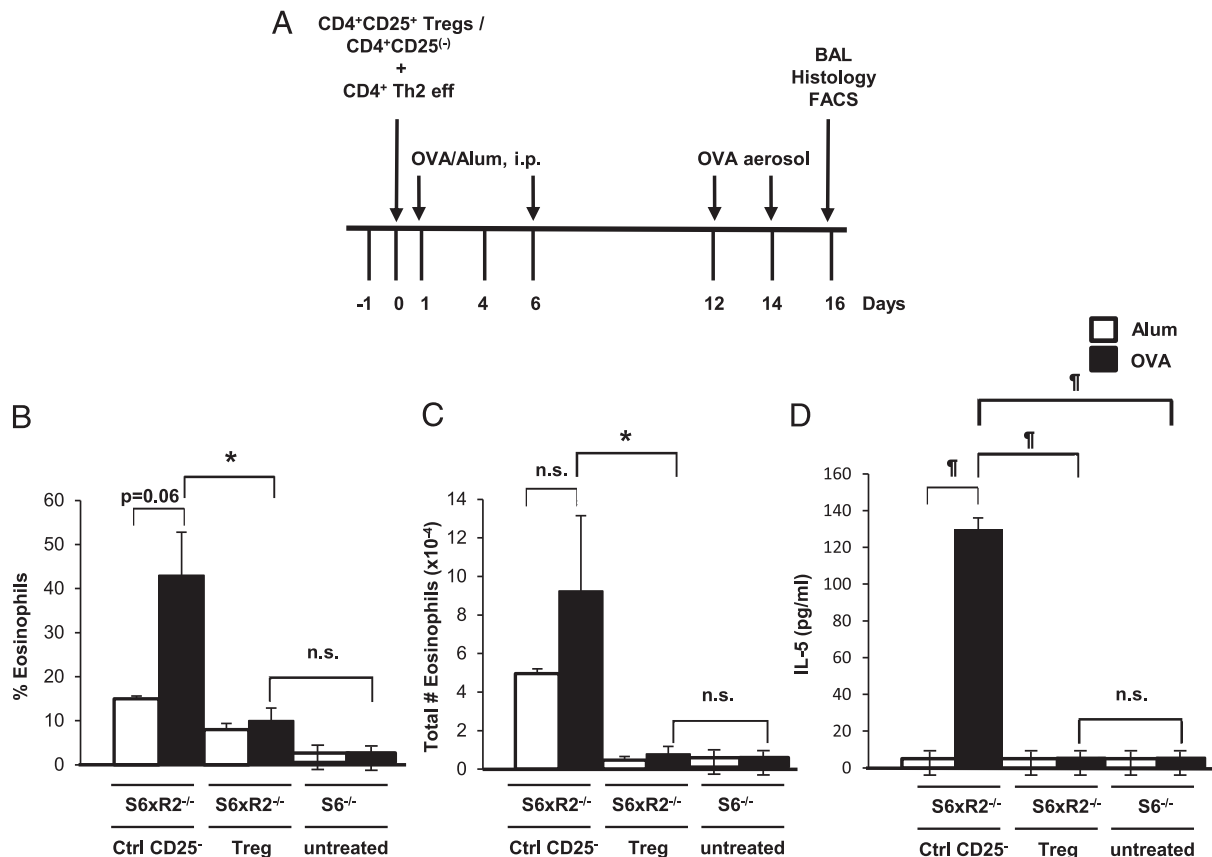 A
CD4⁺CD25⁺ Tregs /
CD4⁺CD25⁽⁻⁾
+
CD4⁺ Th2 eff
BAL
Histology
FACS
OVA/Alum, i.p.
OVA aerosol
-1 0 1 4 6 12 14 16 Days
Alum
OVA
B
% Eosinophils
60
50
40
30
20
10
0
p=0.06
*
n.s.
S6xR2⁻/⁻ S6xR2⁻/⁻ S6⁻/⁻
Ctrl CD25⁻ Treg untreated
C
Total # Eosinophils (x10⁻⁴)
14
12
10
8
6
4
2
0
n.s.
*
n.s.
S6xR2⁻/⁻ S6xR2⁻/⁻ S6⁻/⁻
Ctrl CD25⁻ Treg untreated
D
IL-5 (pg/ml)
160
140
120
100
80
60
40
20
0
¶
¶
¶
n.s.
S6xR2⁻/⁻ S6xR2⁻/⁻ S6⁻/⁻
Ctrl CD25⁻ Treg untreated